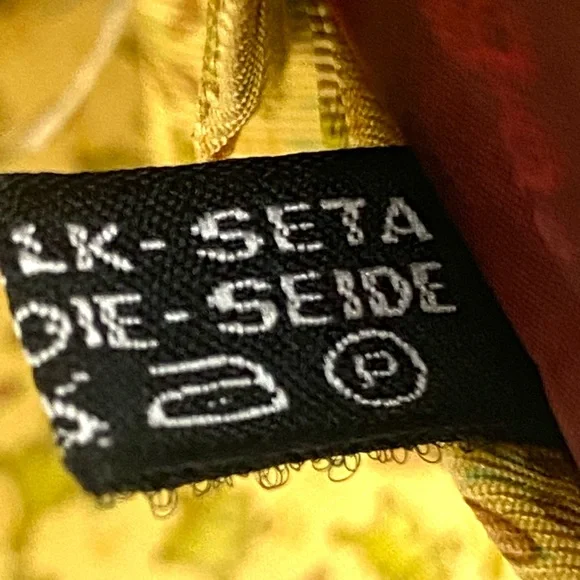 LK - SETA
OIE - SEIDE
P